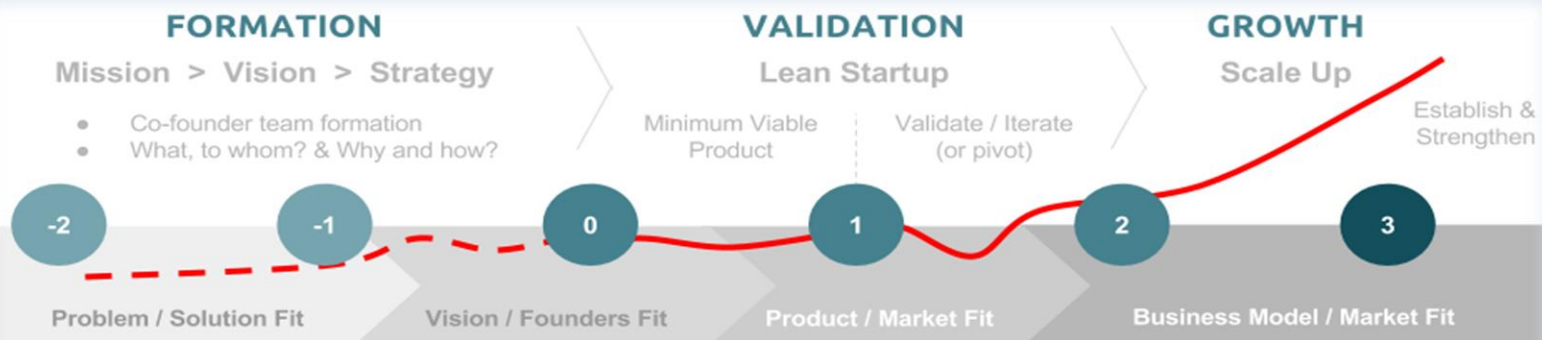 FORMATION
Mission > Vision > Strategy
● Co-founder team formation
● What, to whom? & Why and how?
VALIDATION
Lean Startup
Minimum Viable
Product
Validate / Iterate
(or pivot)
GROWTH
Scale Up
Establish &
Strengthen
-2
-1
0
1
2
3
Problem / Solution Fit
Vision / Founders Fit
Product / Market Fit
Business Model / Market Fit